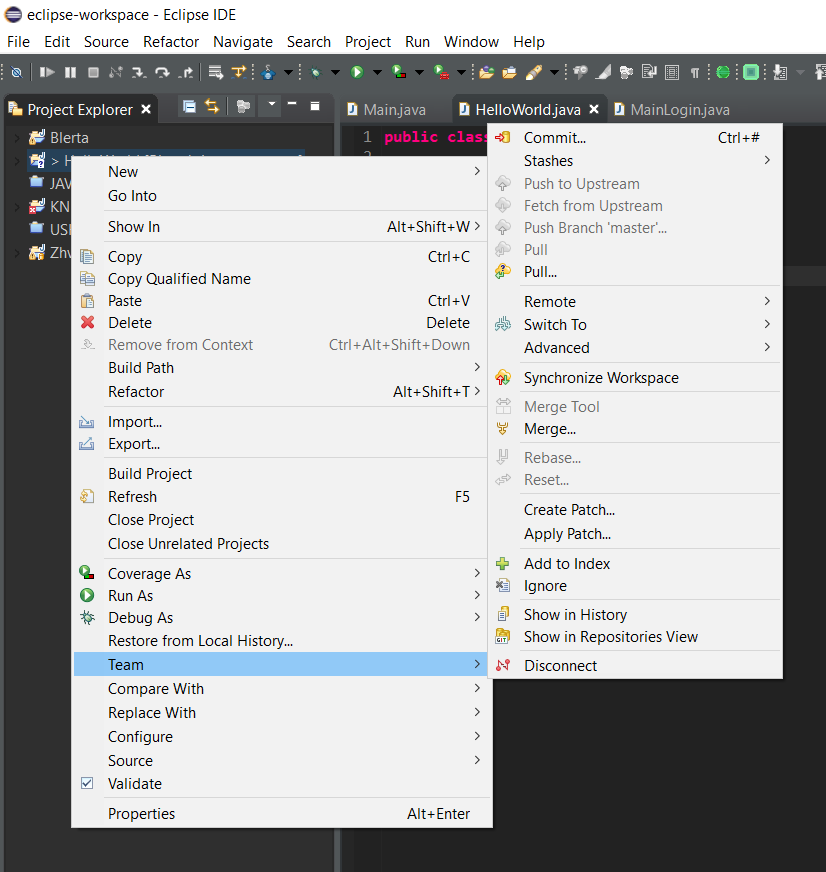 eclipse-workspace - Eclipse IDE
File Edit Source Refactor Navigate Search Project Run Window Help
Project Explorer
Main.java HelloWorld.java MainLogin.java
Blerta
>
JAV
KN
USE
Zhv
1 public class
2
New
Go Into
Show In Alt+Shift+W
Copy Ctrl+C
Copy Qualified Name
Paste Ctrl+V
Delete Delete
Remove from Context Ctrl+Alt+Shift+Down
Build Path
Refactor Alt+Shift+T
Import...
Export...
Build Project
Refresh F5
Close Project
Close Unrelated Projects
Coverage As
Run As
Debug As
Restore from Local History...
Team
Compare With
Replace With
Configure
Source
Validate
Properties Alt+Enter
Commit... Ctrl+#
Stashes
Push to Upstream
Fetch from Upstream
Push Branch 'master'...
Pull
Pull...
Remote
Switch To
Advanced
Synchronize Workspace
Merge Tool
Merge...
Rebase...
Reset...
Create Patch...
Apply Patch...
Add to Index
Ignore
Show in History
Show in Repositories View
GIT
Disconnect